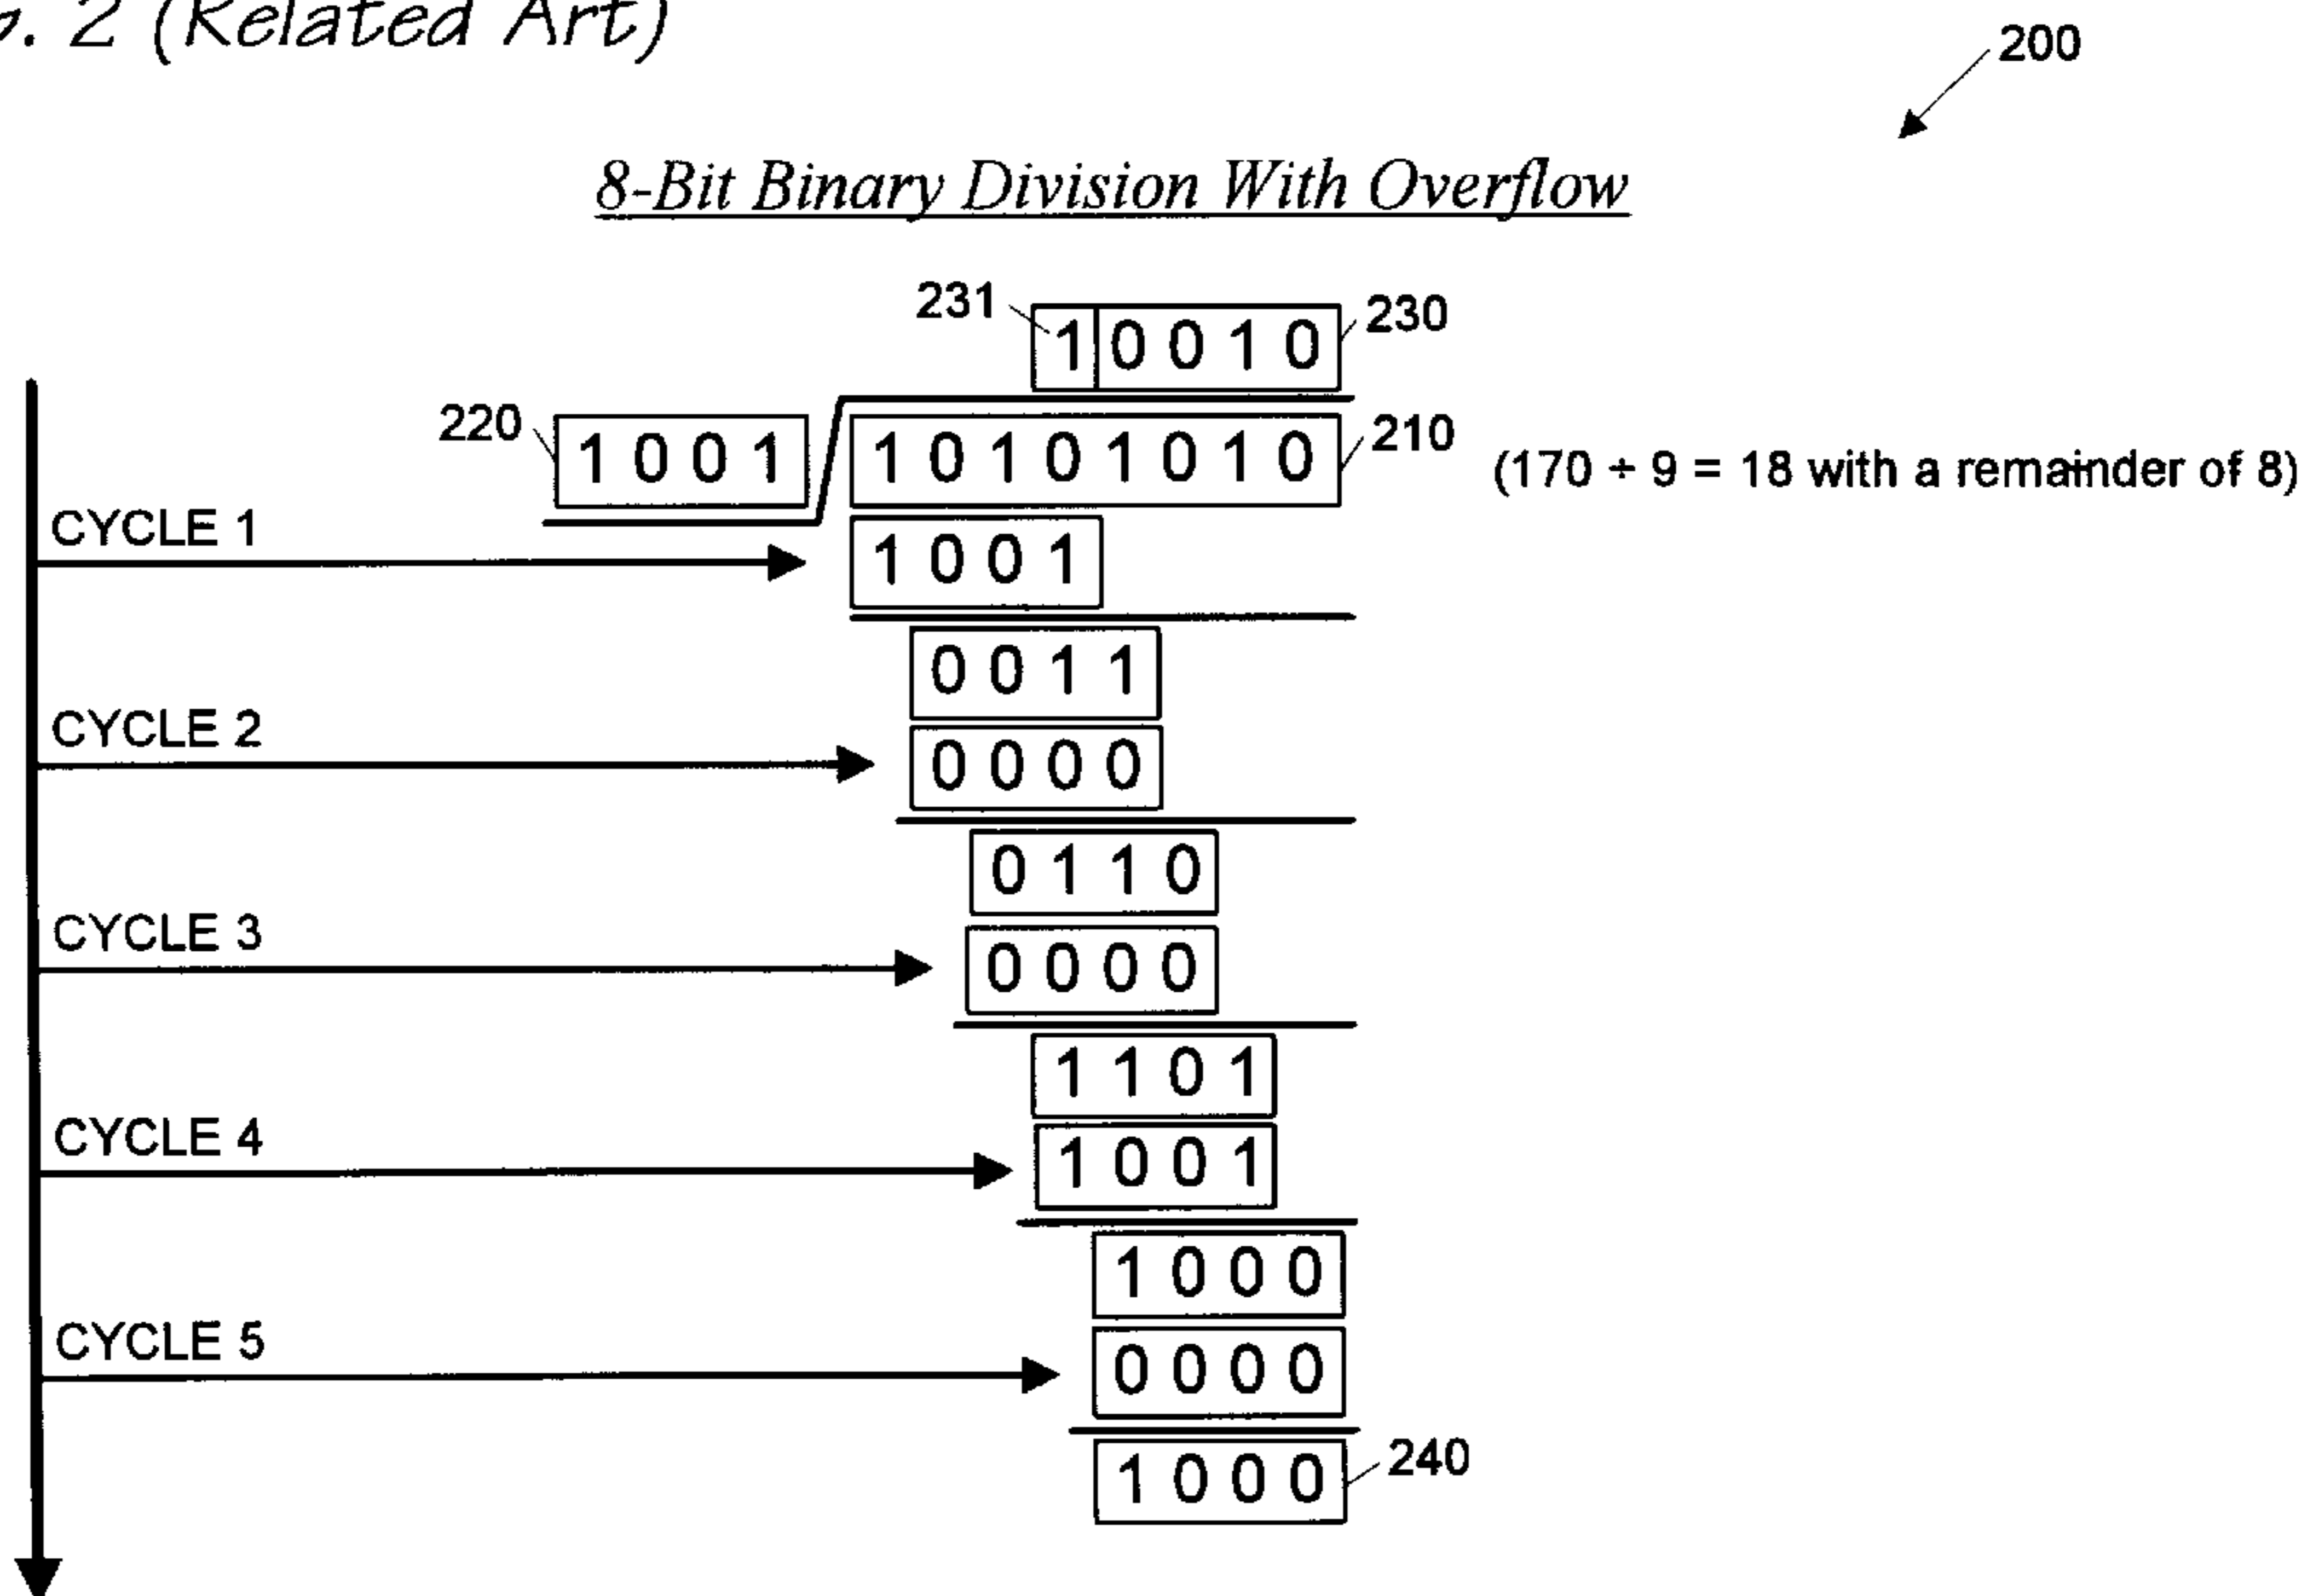 . 2 (Related Art)
200
8-Bit Binary Division With Overflow
231 1 0 0 1 0 230
220 1 0 0 1 1 0 1 0 1 0 1 0 210 (170 ÷ 9 = 18 with a remainder of 8)
CYCLE 1
1 0 0 1
0 0 1 1
CYCLE 2
0 0 0 0
0 1 1 0
CYCLE 3
0 0 0 0
1 1 0 1
CYCLE 4
1 0 0 1
1 0 0 0
CYCLE 5
0 0 0 0
1 0 0 0 240